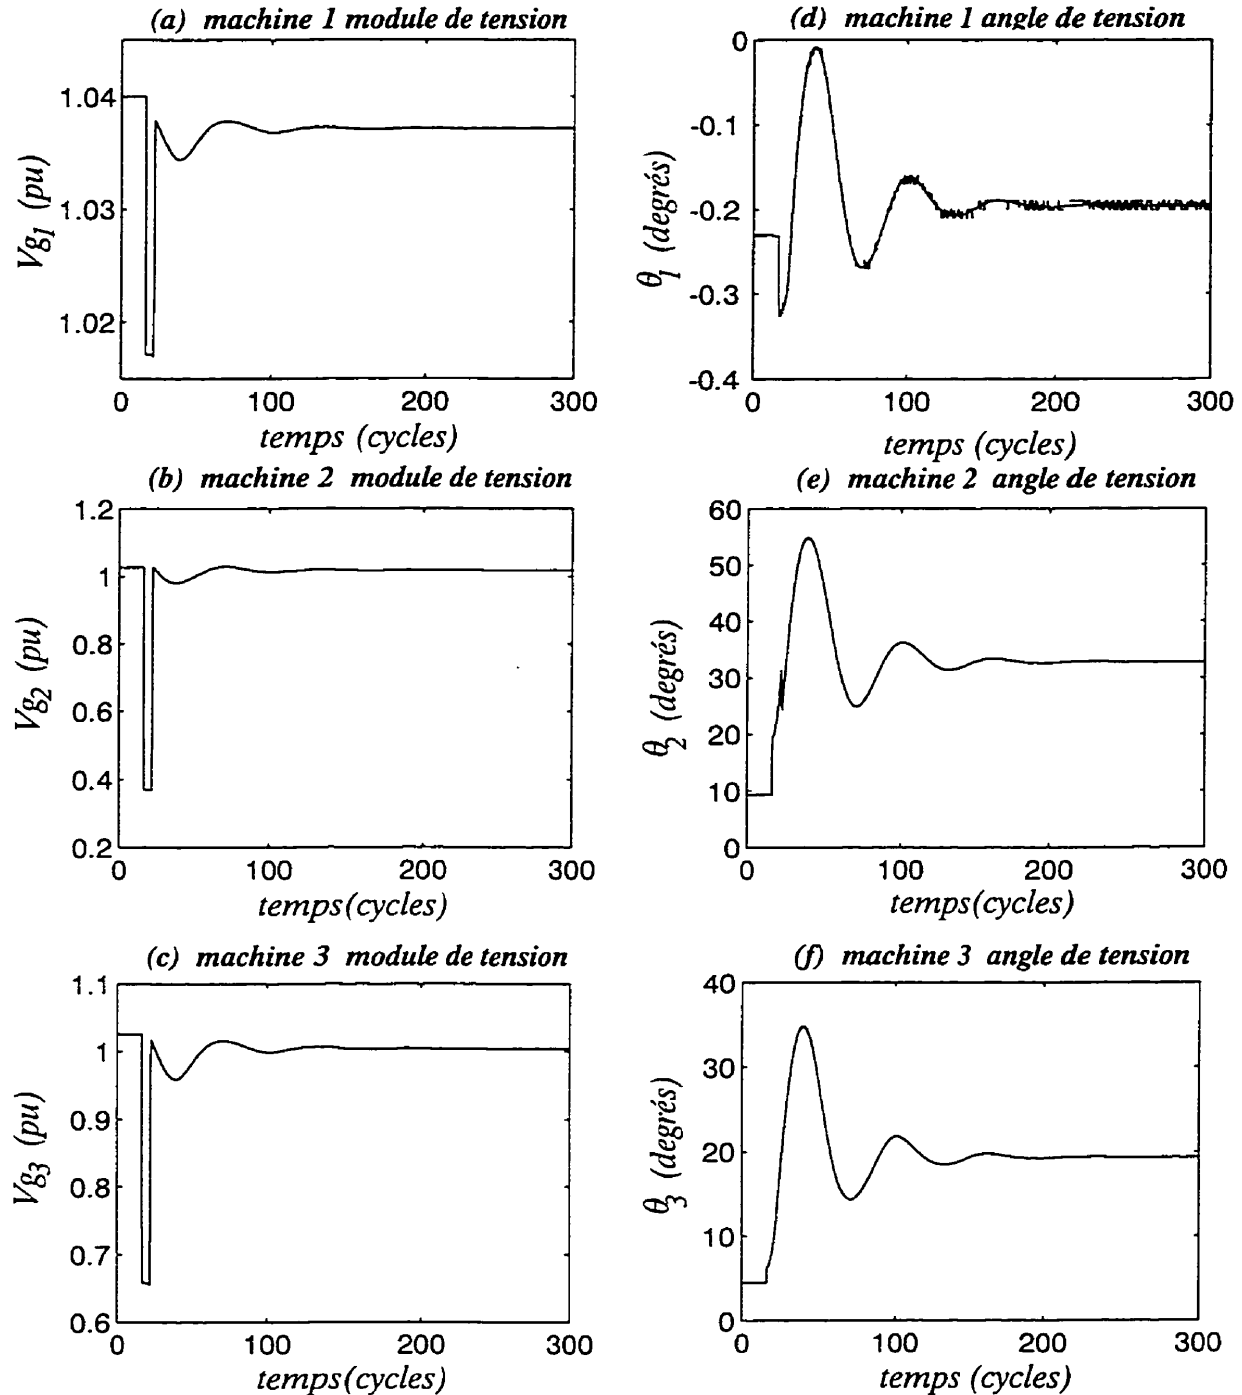 (a) machine 1 module de tension
1.04
1.03
1.02
Vg1 (pu)
0 100 200 300
temps (cycles)
(d) machine 1 angle de tension
0
-0.1
-0.2
-0.3
-0.4
θ1 (degrés)
0 100 200 300
temps (cycles)
(b) machine 2 module de tension
1.2
1
0.8
0.6
0.4
0.2
Vg2 (pu)
0 100 200 300
temps(cycles)
(e) machine 2 angle de tension
60
50
40
30
20
10
0
θ2 (degrés)
0 100 200 300
temps(cycles)
(c) machine 3 module de tension
1.1
1
0.9
0.8
0.7
0.6
Vg3 (pu)
0 100 200 300
temps(cycles)
(f) machine 3 angle de tension
40
30
20
10
0
θ3 (degrés)
0 100 200 300
temps (cycles)